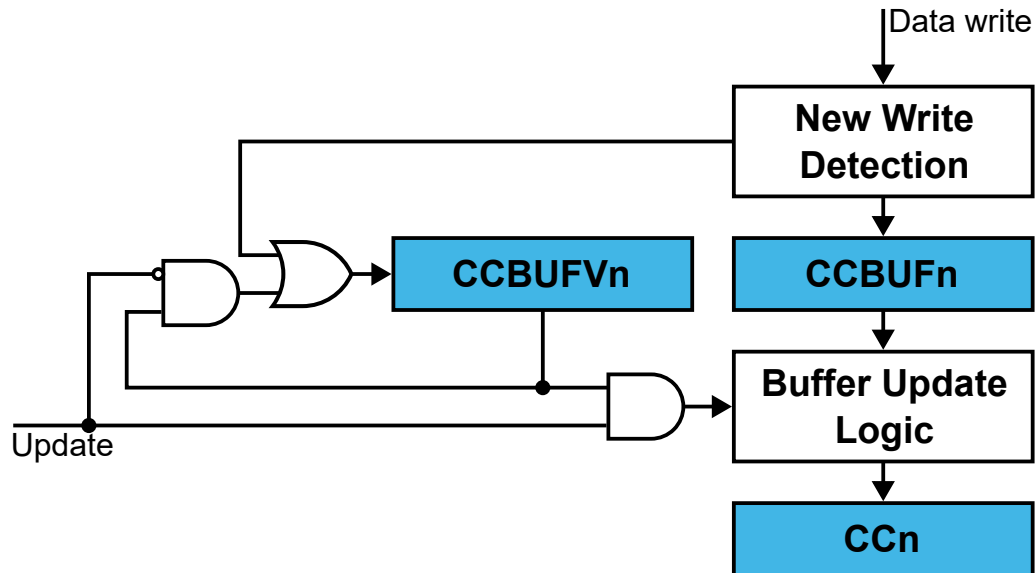 Data write
New Write
Detection
CCBUFVn
CCBUFn
Buffer Update
Logic
Update
CCn